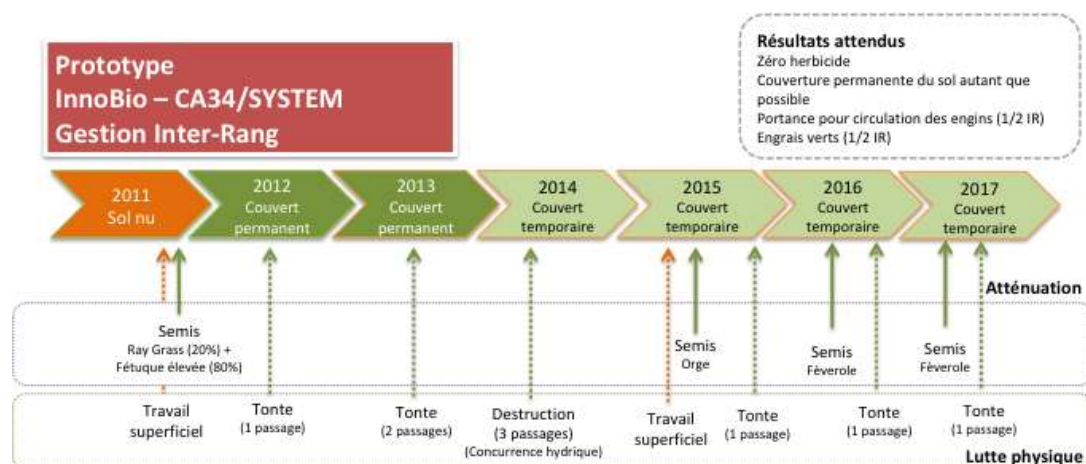 Prototype
InnoBio – CA34/SYSTEM
Gestion Inter-Rang
Résultats attendus
Zéro herbicide
Couverture permanente du sol autant que
possible
Portance pour circulation des engins (1/2 IR)
Engrais verts (1/2 IR)
2011
Sol nu
2012
Couvert
permanent
2013
Couvert
permanent
2014
Couvert
temporaire
2015
Couvert
temporaire
2016
Couvert
temporaire
2017
Couvert
temporaire
Atténuation
Semis
Ray Grass (20%) +
Fétuque élevée (80%)
Semis
Orge
Semis
Fèverole
Semis
Fèverole
Travail
superficiel
Tonte
(1 passage)
Tonte
(2 passages)
Destruction
(3 passages)
(Concurrence hydrique)
Travail
superficiel
Tonte
(1 passage)
Tonte
(1 passage)
Tonte
(1 passage)
Lutte physique